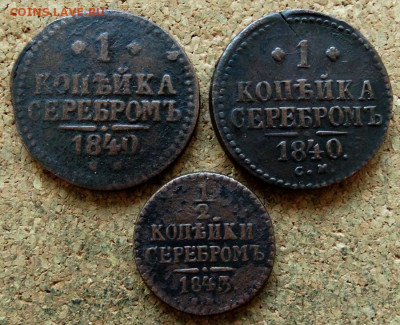 COINS.LAVE.RU
1
КОПѢЙКА
СЕРЕБРОМЪ
1840
1
КОПѢЙКА
СЕРЕБРОМЪ
1840.
С. М.
1/2
КОПѢЙКИ
СЕРЕБРОМЪ
1843.